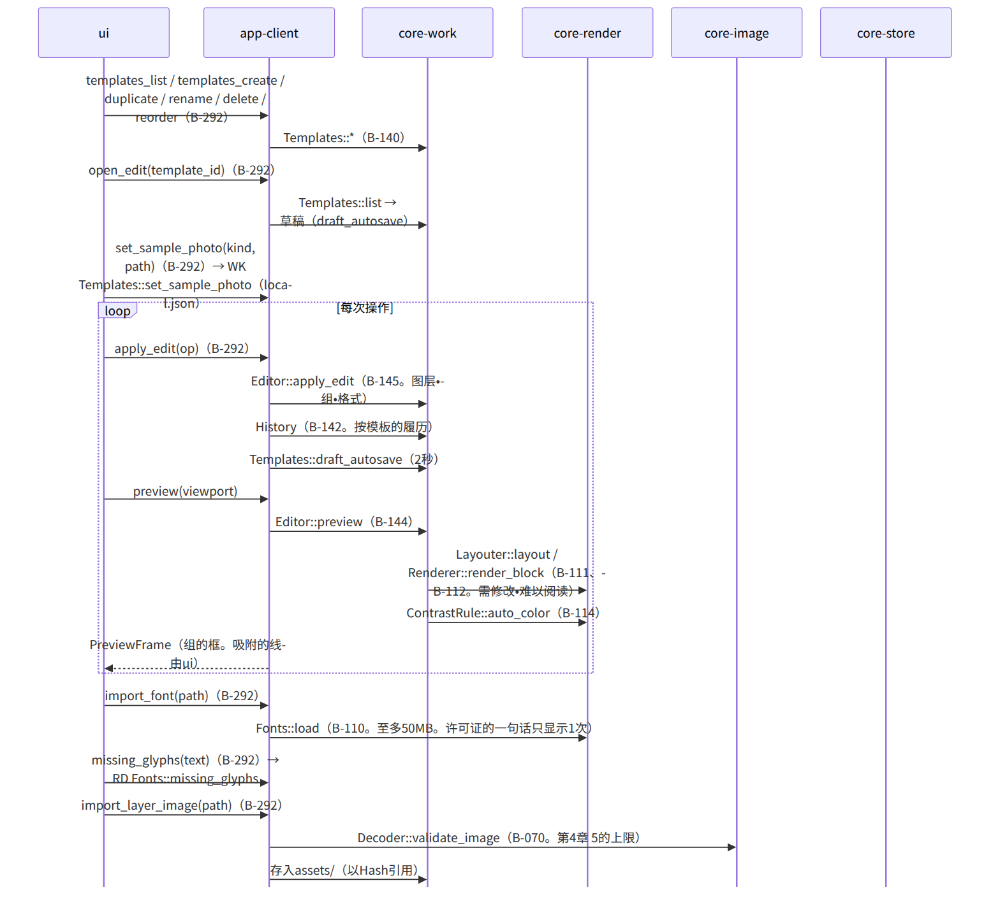 ui
app-client
core-work
core-render
core-image
core-store
templates_list / templates_create /
duplicate / rename / delete /
reorder（B-292）
Templates::*（B-140）
open_edit(template_id)（B-292）
Templates::list →
草稿（draft_autosave）
set_sample_photo(kind,
path)（B-292）→ WK
Templates::set_sample_photo（loca-
l.json）
loop
[每次操作]
apply_edit(op)（B-292）
Editor::apply_edit（B-145。图层•-
组•格式）
History（B-142。按模板的履历）
Templates::draft_autosave（2秒）
preview(viewport)
Editor::preview（B-144）
Layouter::layout /
Renderer::render_block（B-111、-
B-112。需修改•难以阅读）
ContrastRule::auto_color（B-114）
PreviewFrame（组的框。吸附的线-
由ui）
import_font(path)（B-292）
Fonts::load（B-110。至多50MB。许可证的一句话只显示1次）
missing_glyphs(text)（B-292）→
RD Fonts::missing_glyphs
import_layer_image(path)（B-292）
Decoder::validate_image（B-070。第4章 5的上限）
存入assets/（以Hash引用）